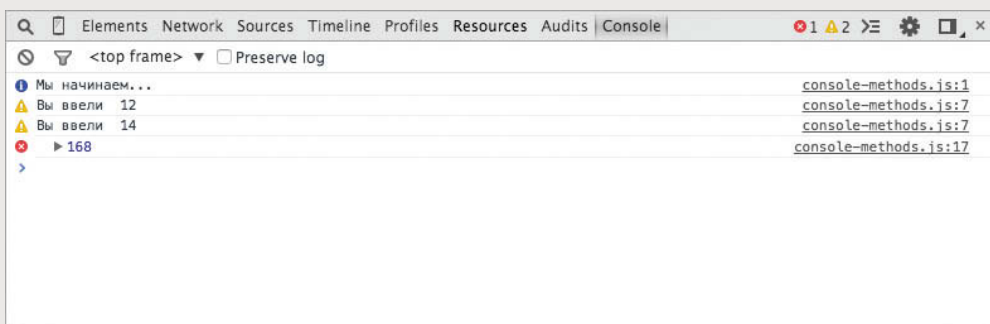 Elements Network Sources Timeline Profiles Resources Audits Console 1 2
<top frame> ▼ Preserve log
Мы начинаем... console-methods.js:1
Вы ввели 12 console-methods.js:7
Вы ввели 14 console-methods.js:7
168 console-methods.js:17